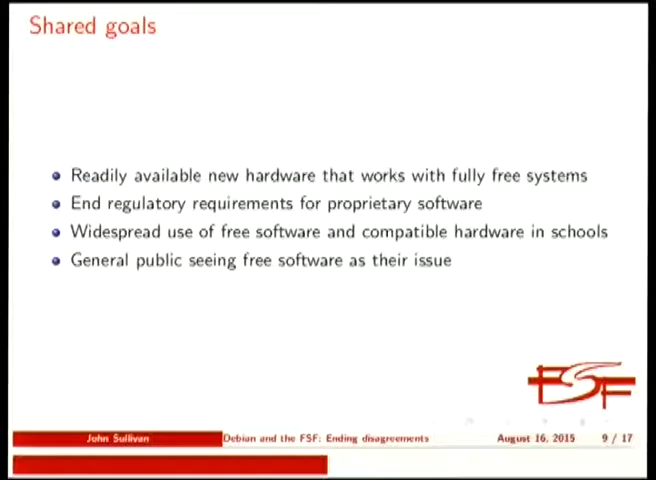 Shared goals
Readily available new hardware that works with fully free systems
End regulatory requirements for proprietary software
Widespread use of free software and compatible hardware in schools
General public seeing free software as their issue
FSF
John Sullivan Debian and the FSF: Ending disagreements August 16, 2015 9 / 17